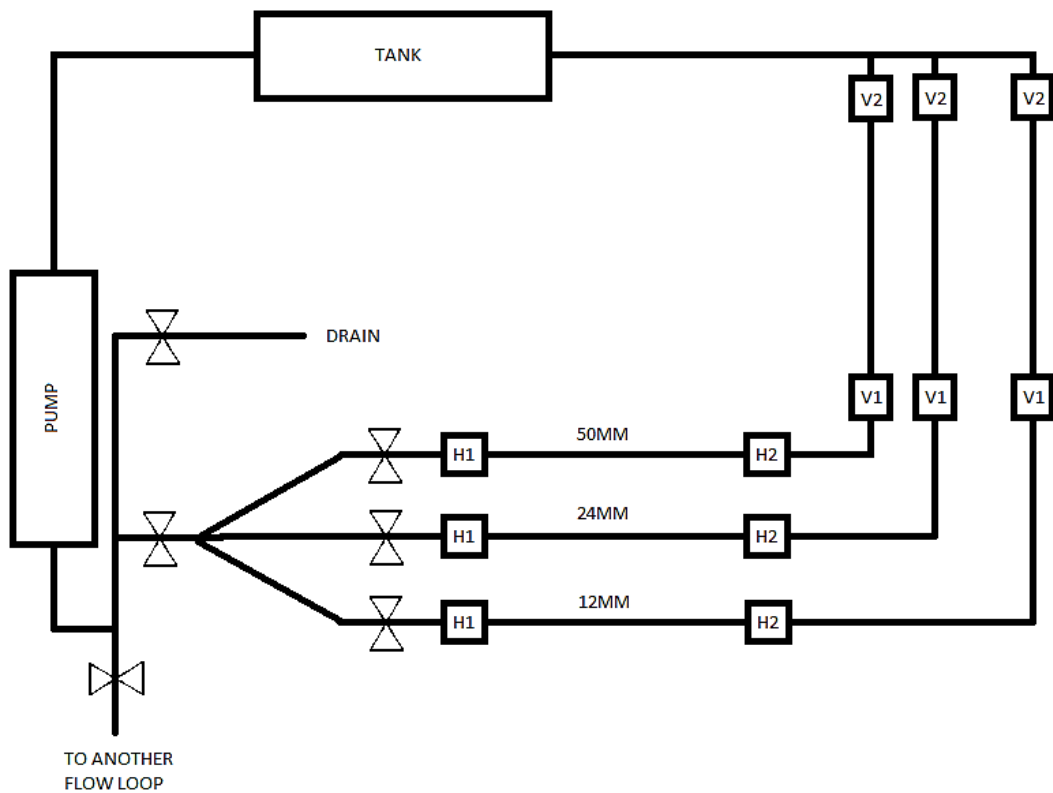 TANK
V2
V2
V2
DRAIN
PUMP
V1
V1
V1
50MM
H1
H2
24MM
H1
H2
12MM
H1
H2
TO ANOTHER
FLOW LOOP